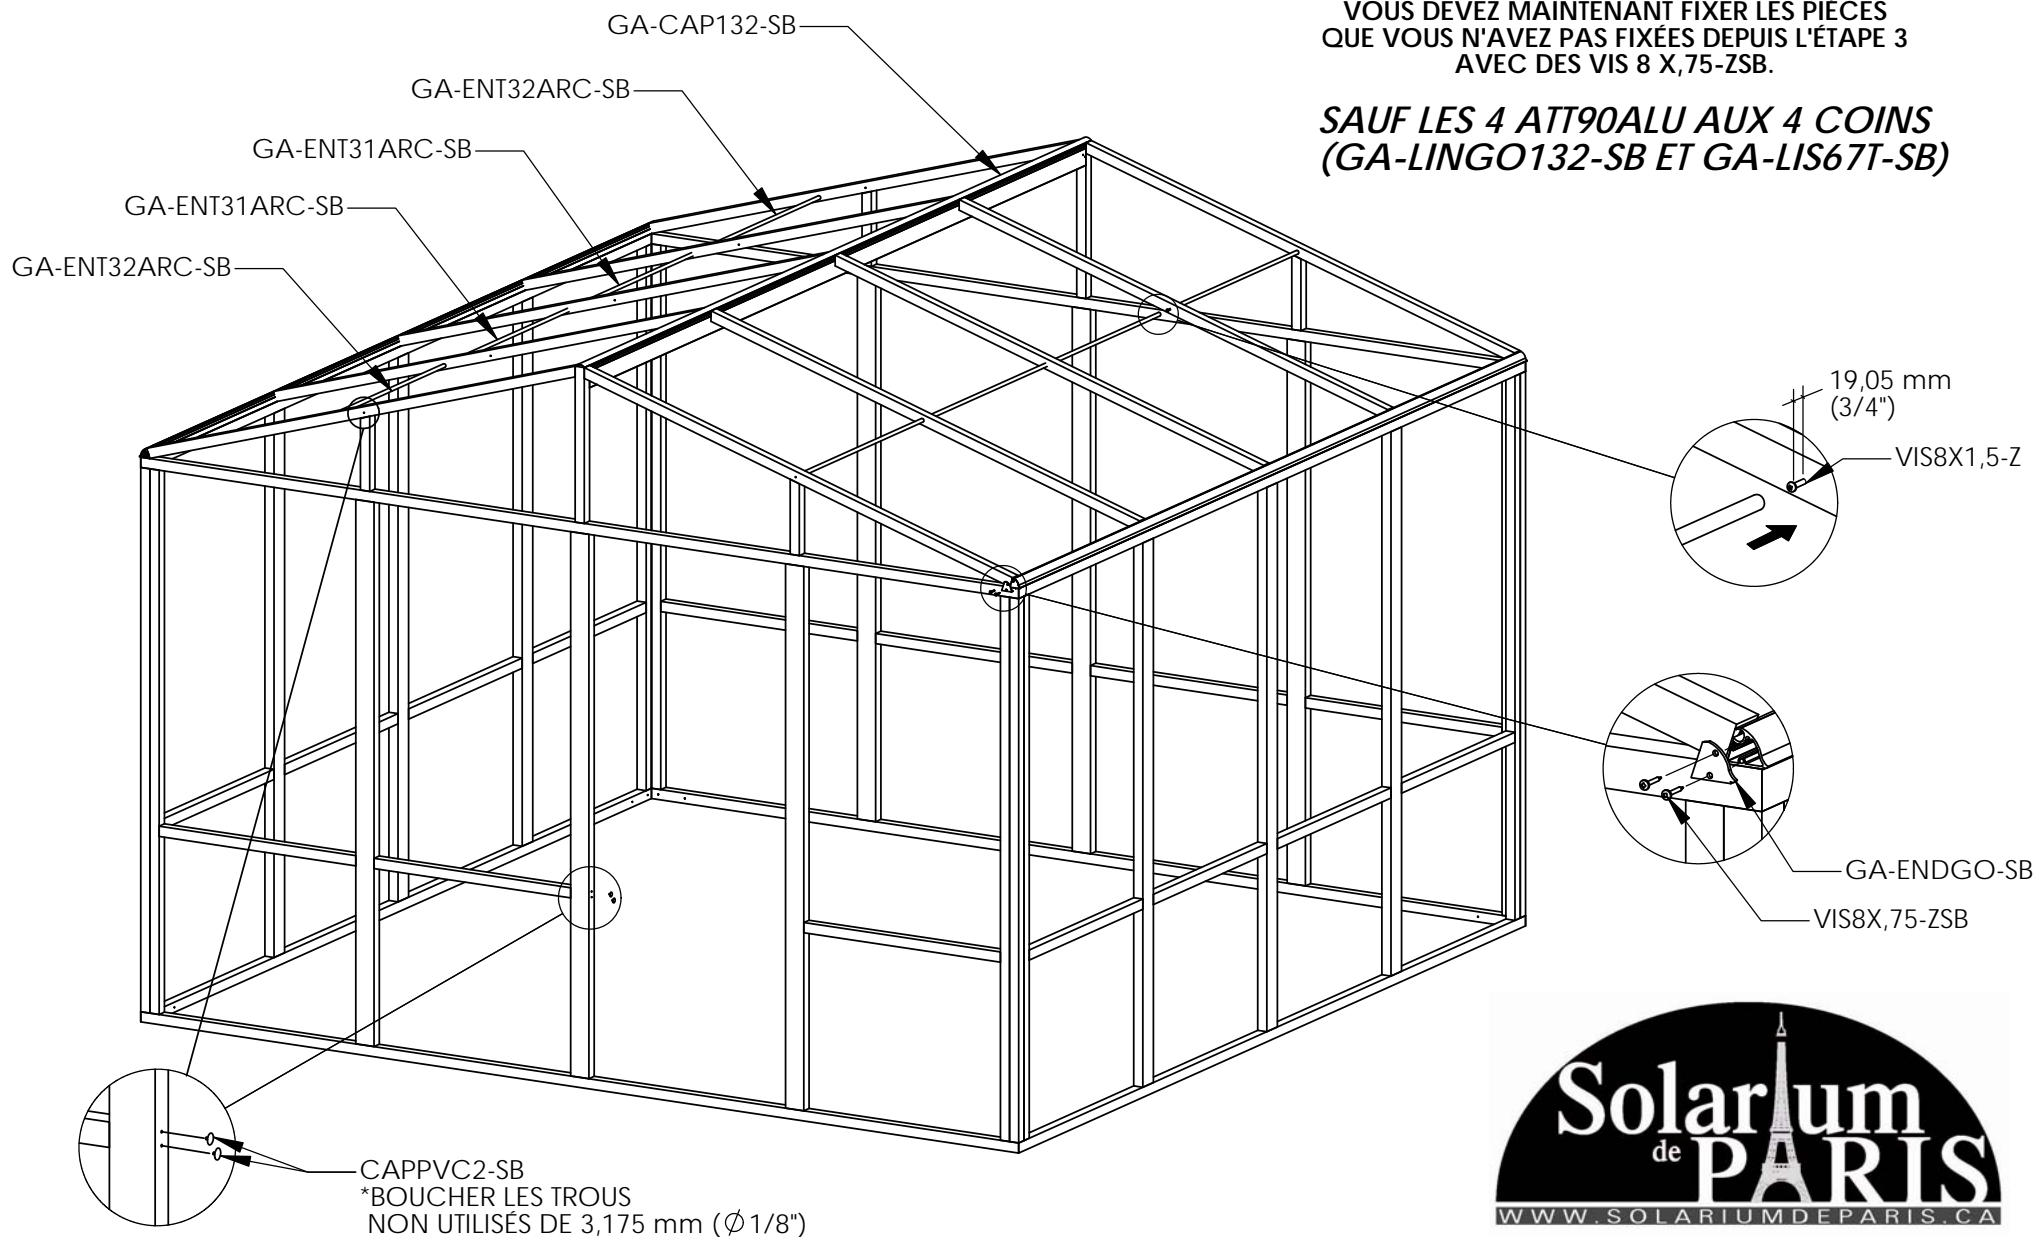 VOUS DEVEZ MAINTENANT FIXER LES PIÈCES
QUE VOUS N'AVEZ PAS FIXÉES DEPUIS L'ÉTAPE 3
AVEC DES VIS 8 X,75-ZSB.
SAUF LES 4 ATT90ALU AUX 4 COINS
(GA-LINGO132-SB ET GA-LIS67T-SB)
GA-CAP132-SB
GA-ENT32ARC-SB
GA-ENT31ARC-SB
GA-ENT31ARC-SB
GA-ENT32ARC-SB
19,05 mm
(3/4")
VIS8X1,5-Z
GA-ENDGO-SB
VIS8X,75-ZSB
CAPPVC2-SB
*BOUCHER LES TROUS
NON UTILISÉS DE 3,175 mm (∅1/8")
Solarium
de PARIS
WWW.SOLARIUMDEPARIS.CA